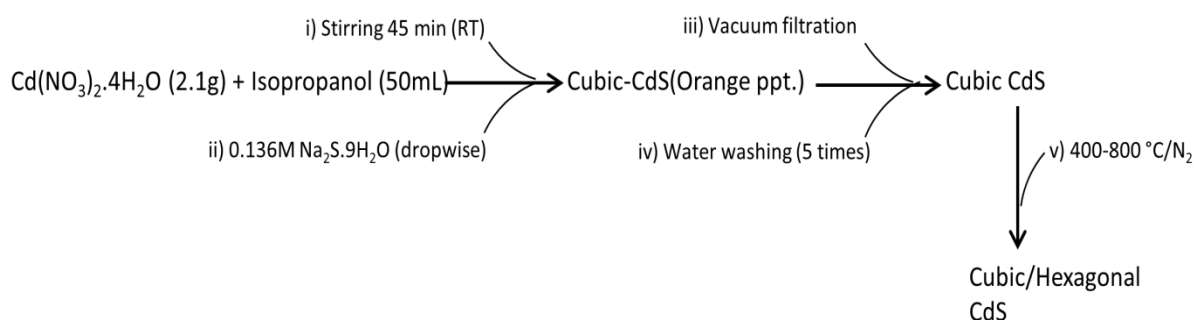 i) Stirring 45 min (RT)
iii) Vacuum filtration
Cd(NO₃)₂.4H₂O (2.1g) + Isopropanol (50mL)
Cubic-CdS(Orange ppt.)
Cubic CdS
ii) 0.136M Na₂S.9H₂O (dropwise)
iv) Water washing (5 times)
v) 400-800 °C/N₂
Cubic/Hexagonal
CdS